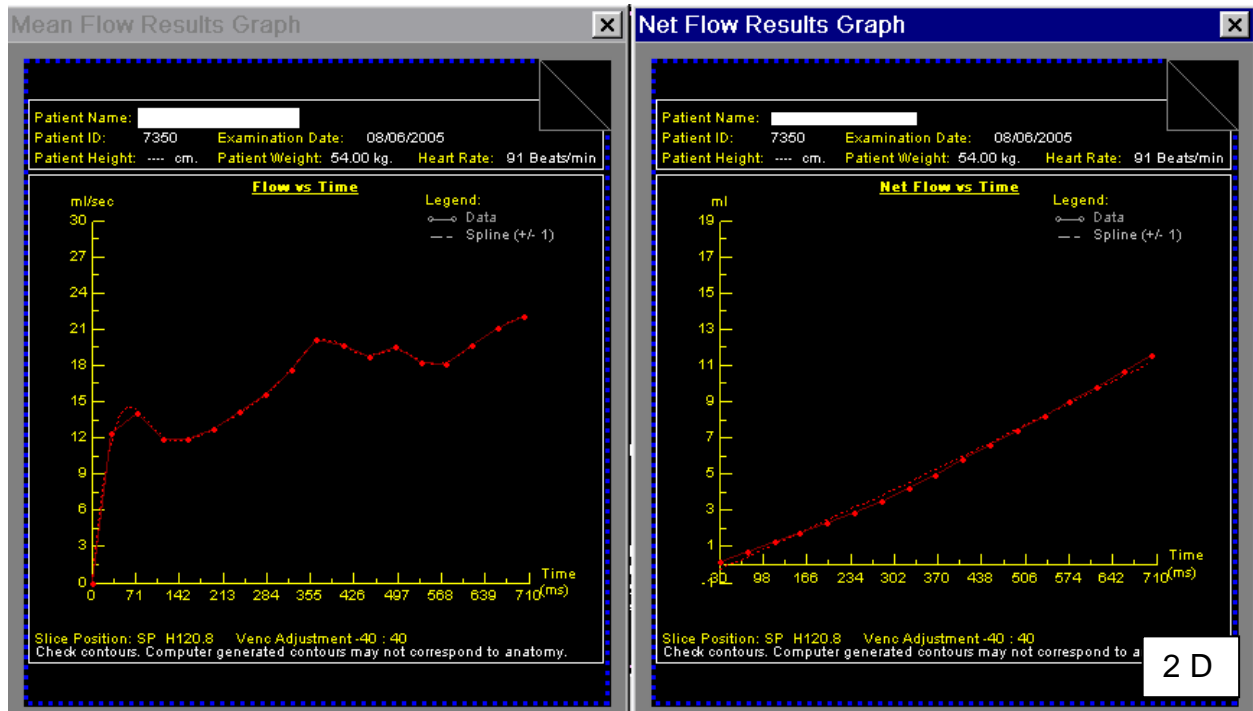 Mean Flow Results Graph
Patient Name:
Patient ID: 7350 Examination Date: 08/06/2005
Patient Height: ---- cm. Patient Weight: 54.00 kg. Heart Rate: 91 Beats/min
Flow vs Time
ml/sec
Legend:
Data
Spline (+/- 1)
30
27
24
21
18
15
12
9
6
3
0
0 71 142 213 284 355 426 497 568 639 710
Time
(ms)
Slice Position: SP H120.8 Venc Adjustment -40 : 40
Check contours. Computer generated contours may not correspond to anatomy.
Net Flow Results Graph
Patient Name:
Patient ID: 7350 Examination Date: 08/06/2005
Patient Height: ---- cm. Patient Weight: 54.00 kg. Heart Rate: 91 Beats/min
Net Flow vs Time
ml
Legend:
Data
Spline (+/- 1)
19
17
15
13
11
9
7
5
3
1
98 166 234 302 370 438 506 574 642 710
Time
(ms)
Slice Position: SP H120.8 Venc Adjustment -40 : 40
Check contours. Computer generated contours may not correspond to a
2 D